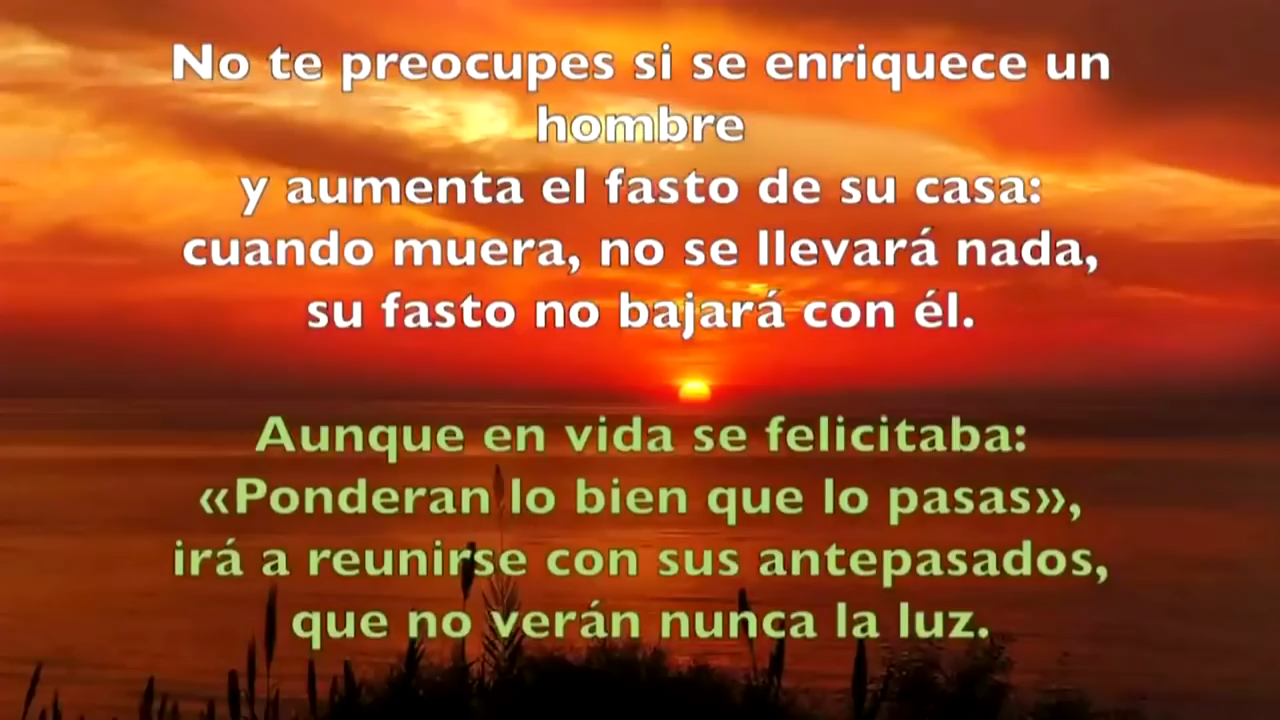 No te preocupes si se enriquece un
hombre
y aumenta el fasto de su casa:
cuando muera, no se llevará nada,
su fasto no bajará con él.
Aunque en vida se felicitaba:
«Ponderan lo bien que lo pasas»,
irá a reunirse con sus antepasados,
que no verán nunca la luz.